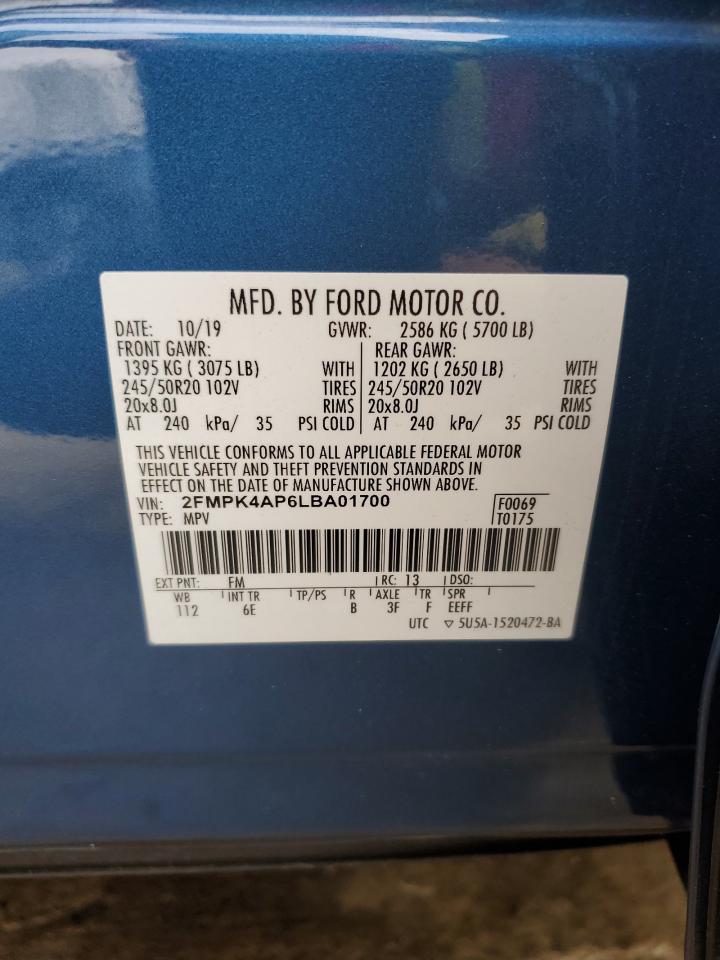 MFD. BY FORD MOTOR CO.
DATE: 10/19 GVWR: 2586 KG ( 5700 LB)
FRONT GAWR: REAR GAWR:
1395 KG ( 3075 LB) WITH 1202 KG ( 2650 LB) WITH
245/50R20 102V TIRES 245/50R20 102V TIRES
20x8.0J RIMS 20x8.0J RIMS
AT 240 kPa/ 35 PSI COLD AT 240 kPa/ 35 PSI COLD
THIS VEHICLE CONFORMS TO ALL APPLICABLE FEDERAL MOTOR
VEHICLE SAFETY AND THEFT PREVENTION STANDARDS IN
EFFECT ON THE DATE OF MANUFACTURE SHOWN ABOVE.
VIN: 2FMPK4AP6LBA01700 F0069
TYPE: MPV T0175
EXT PNT: FM RC: 13 DSO:
WB INT TR TP/PS R AXLE TR SPR
112 6E B 3F F EEFF
UTC ▽ 5U5A-1520472-BA